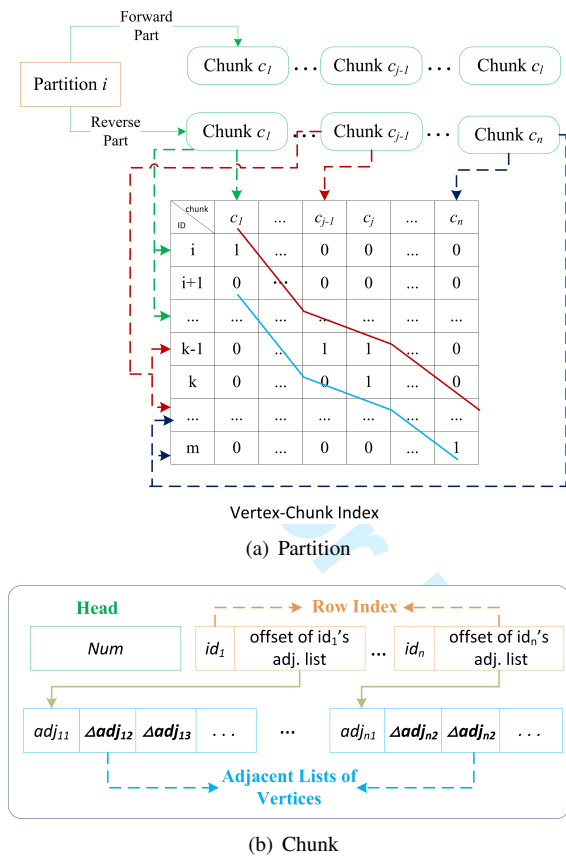 Forward
Part
Chunk c1 ... Chunk cj-1 ... Chunk cl
Partition i
Reverse
Part
Chunk c1 ... Chunk cj-1 ... Chunk cn
chunk
ID
c1 ... cj-1 cj ... cn
i 1 ... 0 0 ... 0
i+1 0 ... 0 0 ... 0
... ... ... ... ... ... ...
k-1 0 ... 1 1 ... 0
k 0 ... 0 1 ... 0
... ... ... ... ... ... ...
m 0 ... 0 0 ... 1
Vertex-Chunk Index
(a) Partition
Head
Row Index
Num
id1
offset of id1's
adj. list
...
idn
offset of idn's
adj. list
adj11 Δadj12 Δadj13 . . . ... adjn1 Δadjn2 Δadjn2 . . .
Adjacent Lists of
Vertices
(b) Chunk